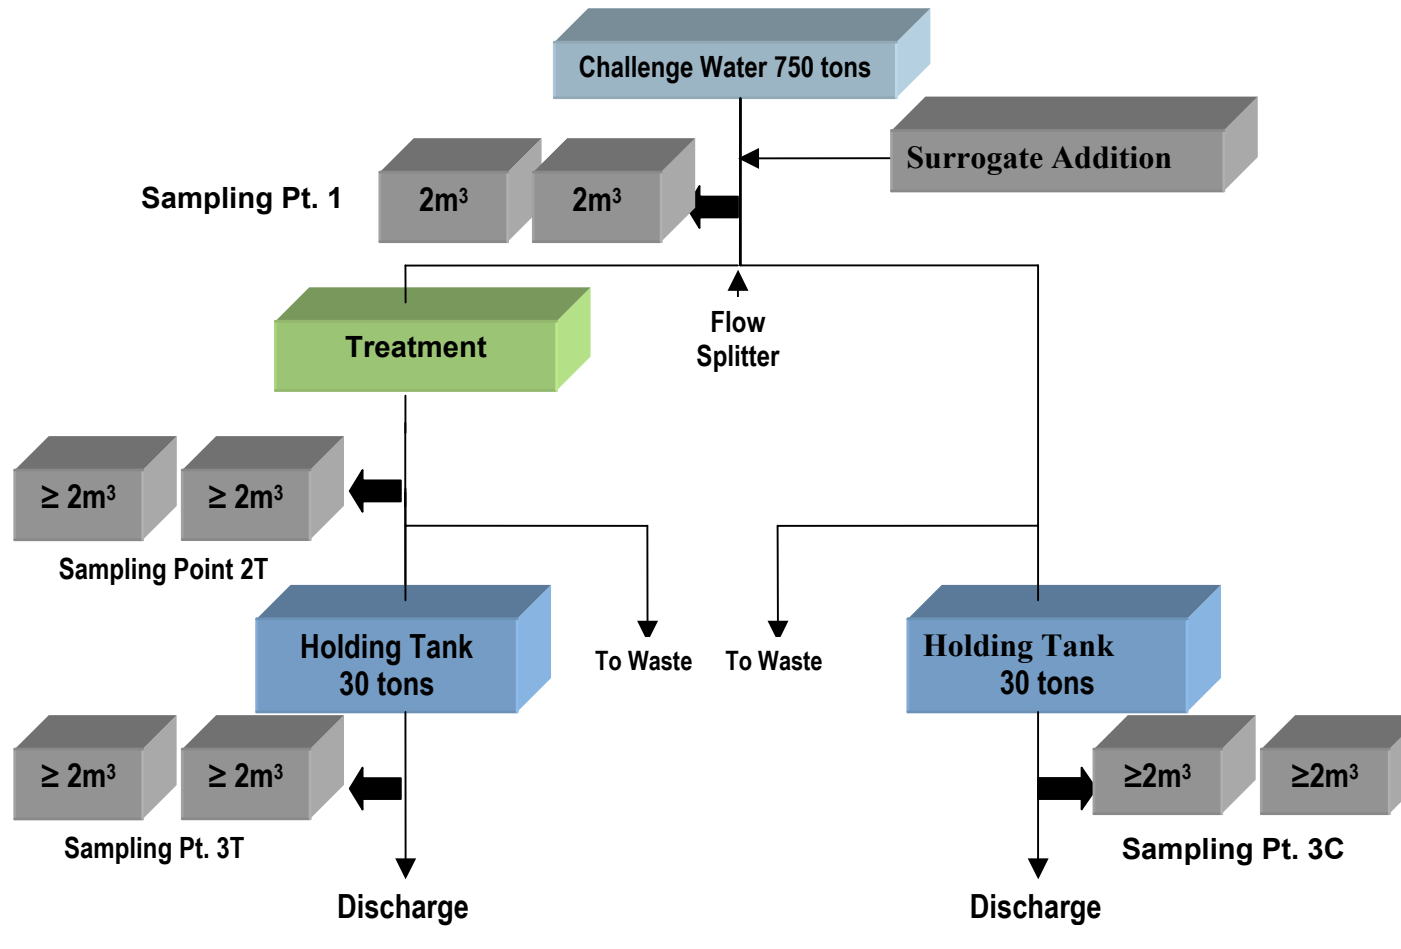 Challenge Water 750 tons
Surrogate Addition
Sampling Pt. 1
2m³
2m³
Flow
Splitter
Treatment
≥ 2m³
≥ 2m³
Sampling Point 2T
Holding Tank
30 tons
To Waste
To Waste
Holding Tank
30 tons
≥ 2m³
≥ 2m³
Sampling Pt. 3T
≥2m³
≥2m³
Sampling Pt. 3C
Discharge
Discharge